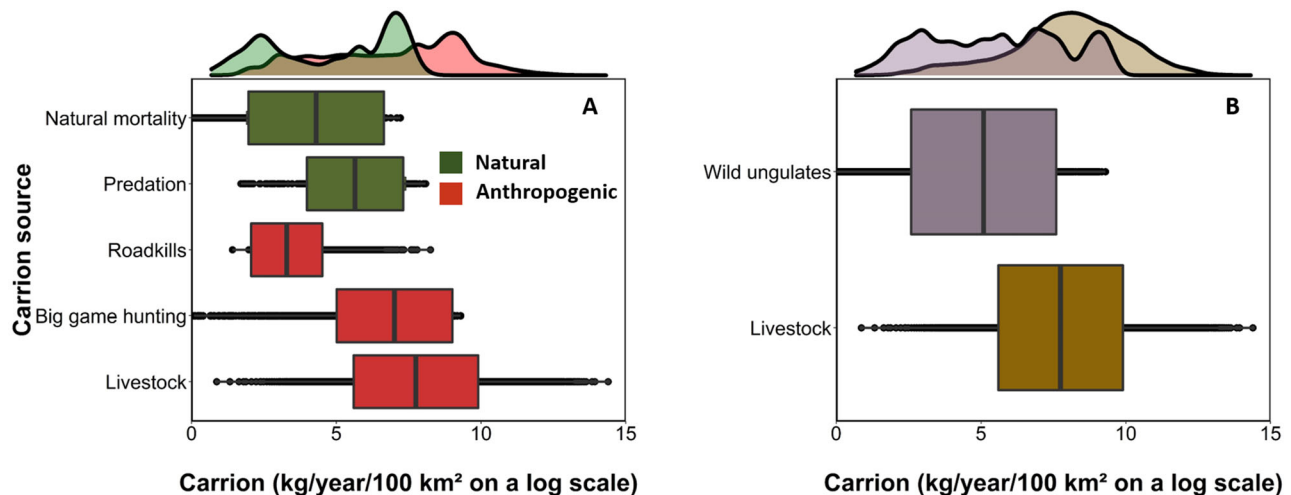 A
Natural mortality
Predation
Roadkills
Big game hunting
Livestock
Carrion source
Natural
Anthropogenic
0 5 10 15
Carrion (kg/year/100 km² on a log scale)
B
Wild ungulates
Livestock
0 5 10 15
Carrion (kg/year/100 km² on a log scale)